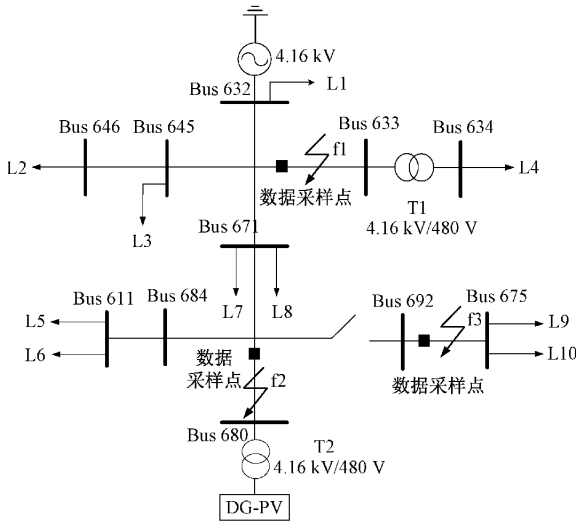 4.16 kV
Bus 632
L1
Bus 646
Bus 645
Bus 633
Bus 634
f1
L2
L4
数据采样点
L3
T1
4.16 kV/480 V
Bus 671
L7
L8
Bus 611
Bus 684
Bus 692
Bus 675
L5
L6
f3
L9
L10
数据
采样点
f2
数据采样点
Bus 680
T2
4.16 kV/480 V
DG-PV